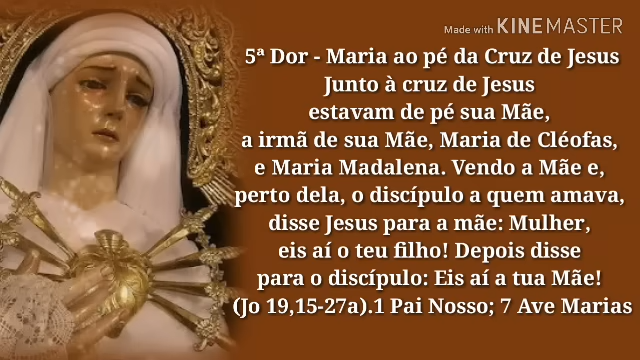 Made with KINEMASTER
5ª Dor - Maria ao pé da Cruz de Jesus
Junto à cruz de Jesus
estavam de pé sua Mãe,
a irmã de sua Mãe, Maria de Cléofas,
e Maria Madalena. Vendo a Mãe e,
perto dela, o discípulo a quem amava,
disse Jesus para a mãe: Mulher,
eis aí o teu filho! Depois disse
para o discípulo: Eis aí a tua Mãe!
(Jo 19,15-27a).1 Pai Nosso; 7 Ave Marias